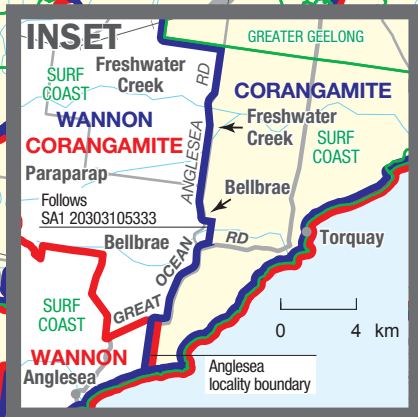 INSET
GREATER GEELONG
Freshwater
Creek
RD
SURF
COAST
CORANGAMITE
WANNON
CORANGAMITE
Freshwater
Creek
SURF
COAST
ANGLESEA
Paraparap
Bellbrae
Follows
SA1 20303105333
Bellbrae
OCEAN
RD
Torquay
GREAT
SURF
COAST
0 4 km
WANNON
Anglesea
Anglesea
locality boundary